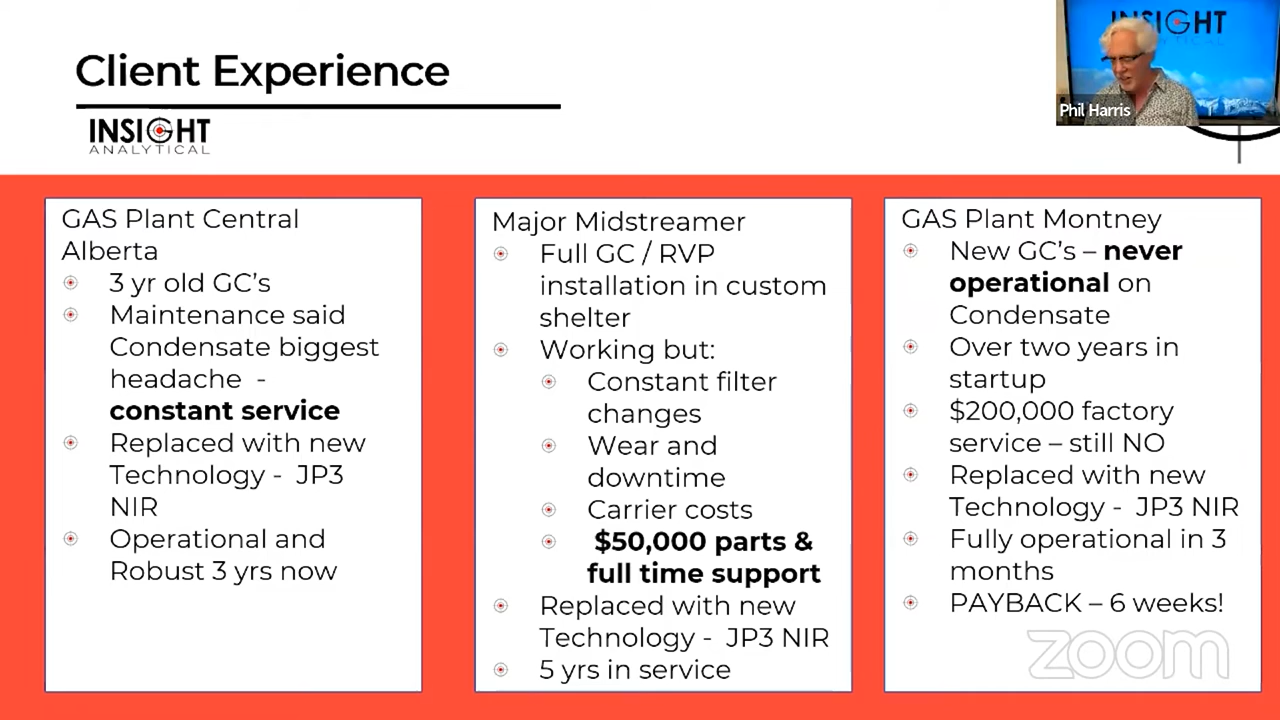 Client Experience
INSIGHT
ANALYTICAL
INSIGHT
ANALYTICAL
Phil Harris
GAS Plant Central
Alberta
3 yr old GC's
Maintenance said
Condensate biggest
headache -
constant service
Replaced with new
Technology - JP3
NIR
Operational and
Robust 3 yrs now
Major Midstreamer
Full GC / RVP
installation in custom
shelter
Working but:
Constant filter
changes
Wear and
downtime
Carrier costs
$50,000 parts &
full time support
Replaced with new
Technology - JP3 NIR
5 yrs in service
GAS Plant Montney
New GC's – never
operational on
Condensate
Over two years in
startup
$200,000 factory
service – still NO
Replaced with new
Technology - JP3 NIR
Fully operational in 3
months
PAYBACK – 6 weeks!
zoom